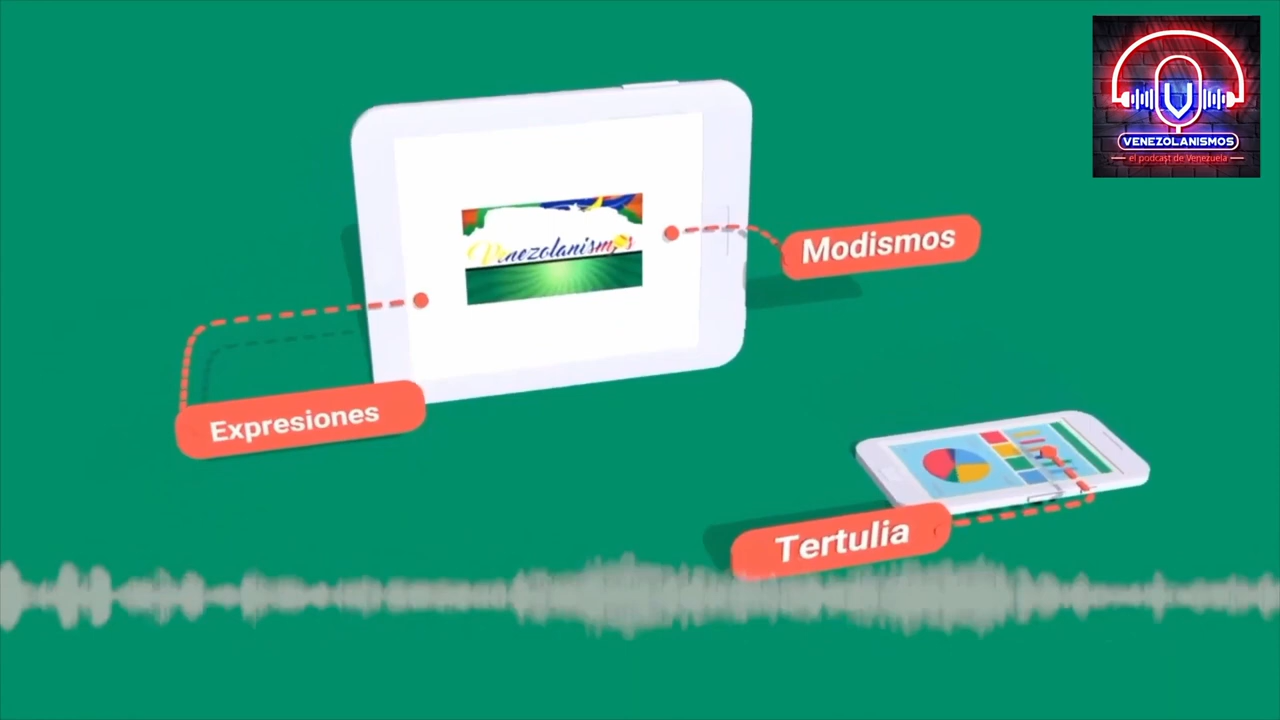 VENEZOLANISMOS
el podcast de Venezuela
Venezolanismos
Modismos
Expresiones
Tertulia